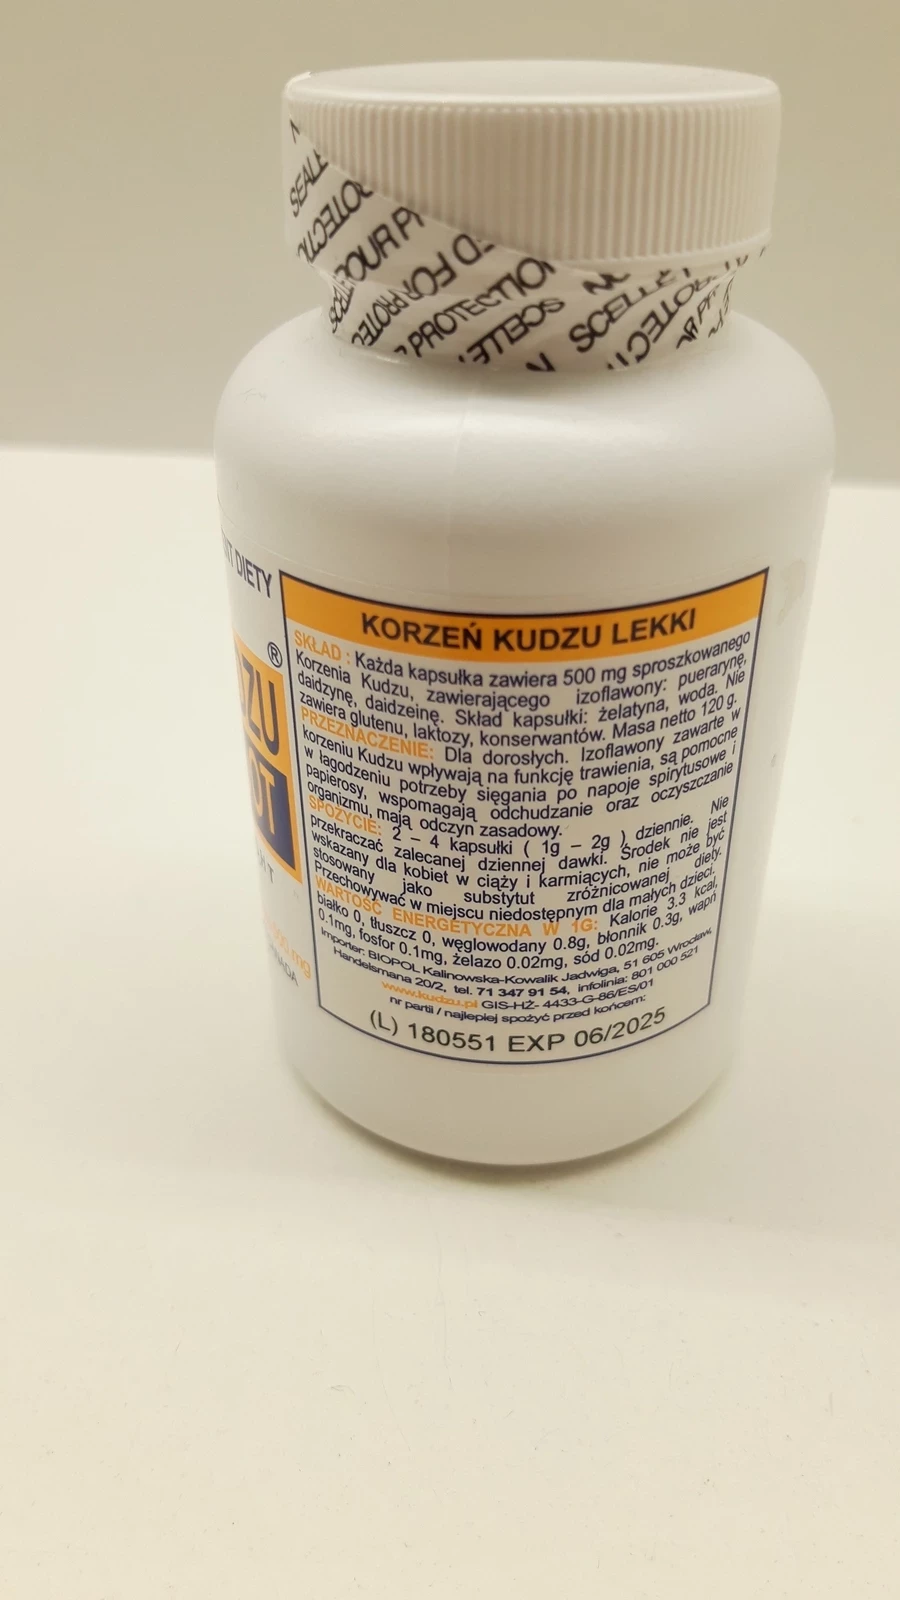 SEALE
PROTECTION
YOUR PR
ED FOR
PROTECTION
SCELLE
NT DIETY
®
DZU
OT
KORZEŃ KUDZU LEKKI
SKŁAD : Każda kapsułka zawiera 500 mg sproszkowanego
Korzenia Kudzu, zawierającego izoflawony: puerarynę,
daidzynę, daidzeinę. Skład kapsułki: żelatyna, woda. Nie
zawiera glutenu, laktozy, konserwantów. Masa netto 120 g.
PRZEZNACZENIE: Dla dorosłych. Izoflawony zawarte w
korzeniu Kudzu wpływają na funkcję trawienia, są pomocne
w łagodzeniu potrzeby sięgania po napoje spirytusowe i
papierosy, wspomagają odchudzanie oraz oczyszczanie
organizmu, mają odczyn zasadowy.
SPOŻYCIE: 2 – 4 kapsułki ( 1g – 2g ) dziennie. Nie
przekraczać zalecanej dziennej dawki. Środek nie jest
wskazany dla kobiet w ciąży i karmiących, nie może być
stosowany jako substytut zróżnicowanej diety.
Przechowywać w miejscu niedostępnym dla małych dzieci.
WARTOŚĆ ENERGETYCZNA W 1G: Kalorie 3.3 kcal,
białko 0, tłuszcz 0, węglowodany 0.8g, błonnik 0.3g, wapń
0.1mg, fosfor 0.1mg, żelazo 0.02mg, sód 0.02mg.
Importer: BIOPOL Kalinowska-Kowalik Jadwiga, 51 605 Wrocław,
Handelsmana 20/2, tel. 71 347 91 54, infolinia: 801 000 521
www.kudzu.pl GIS-HŻ- 4433-G-86/ES/01
nr partii / najlepiej spożyć przed końcem:
(L) 180551 EXP 06/2025